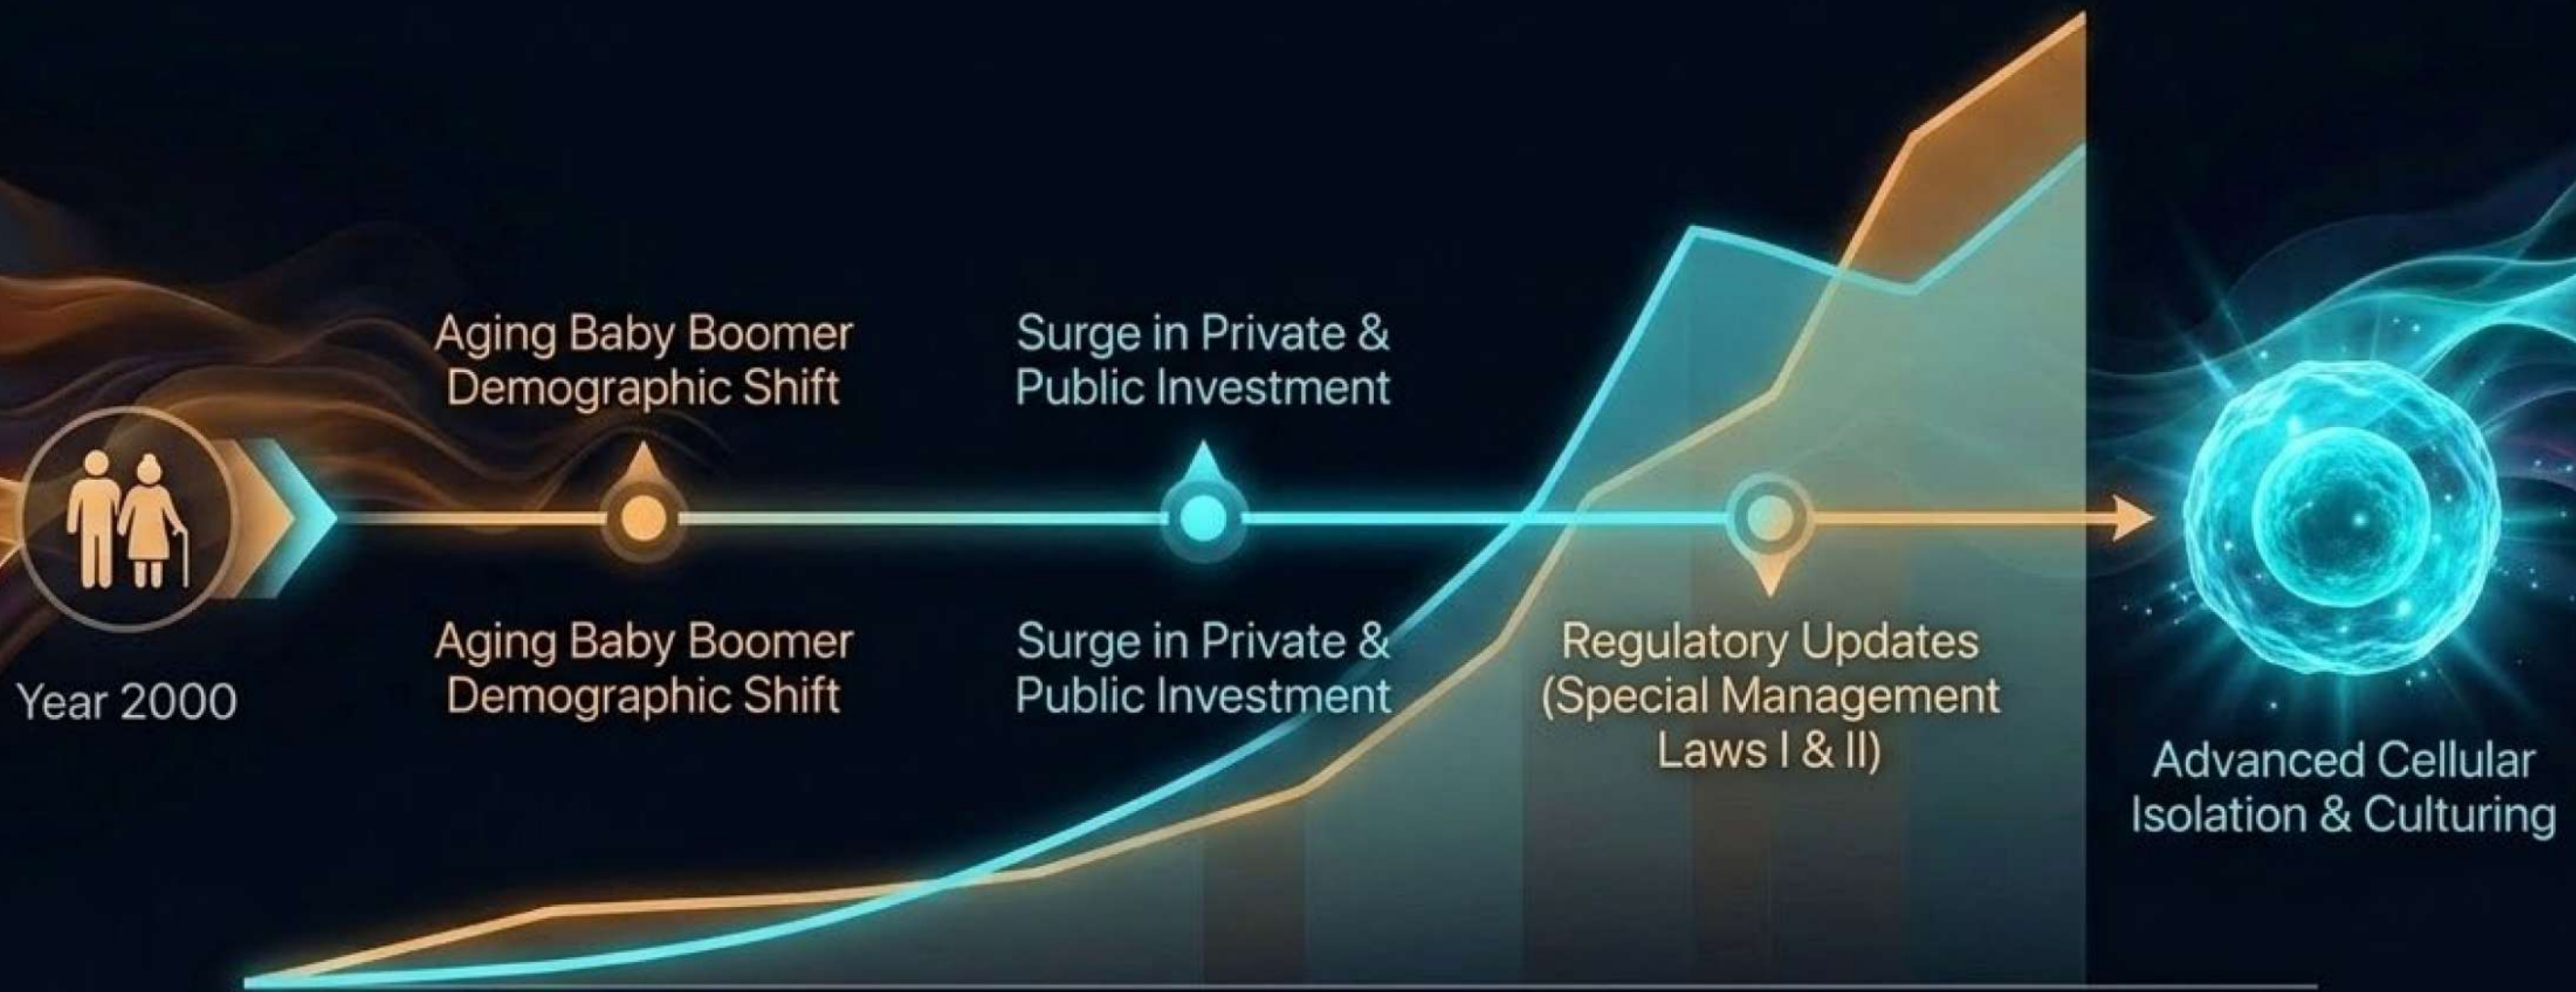 Aging Baby Boomer
Demographic Shift
Surge in Private &
Public Investment
Year 2000
Aging Baby Boomer
Demographic Shift
Surge in Private &
Public Investment
Regulatory Updates
(Special Management
Laws I & II)
Advanced Cellular
Isolation & Culturing